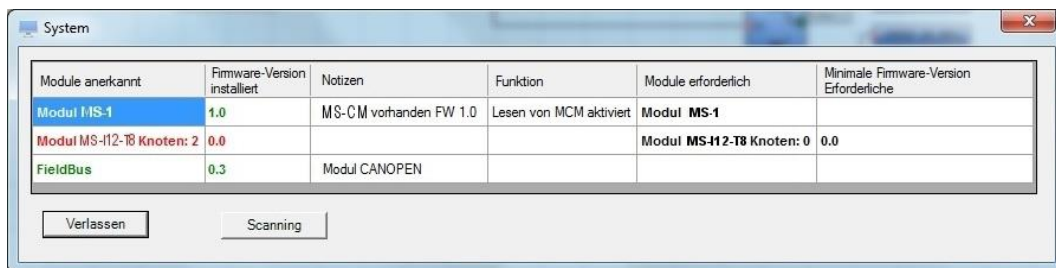 System
x
Module anerkannt Firmware-Version installiert Notizen Funktion Module erforderlich Minimale Firmware-Version Erforderliche
Modul MS-1 1.0 MS-CM vorhanden FW 1.0 Lesen von MCM aktiviert Modul MS-1
Modul MS-I12-T8 Knoten: 2 0.0 Modul MS-I12-T8 Knoten: 0 0.0
FieldBus 0.3 Modul CANOPEN
Verlassen Scanning